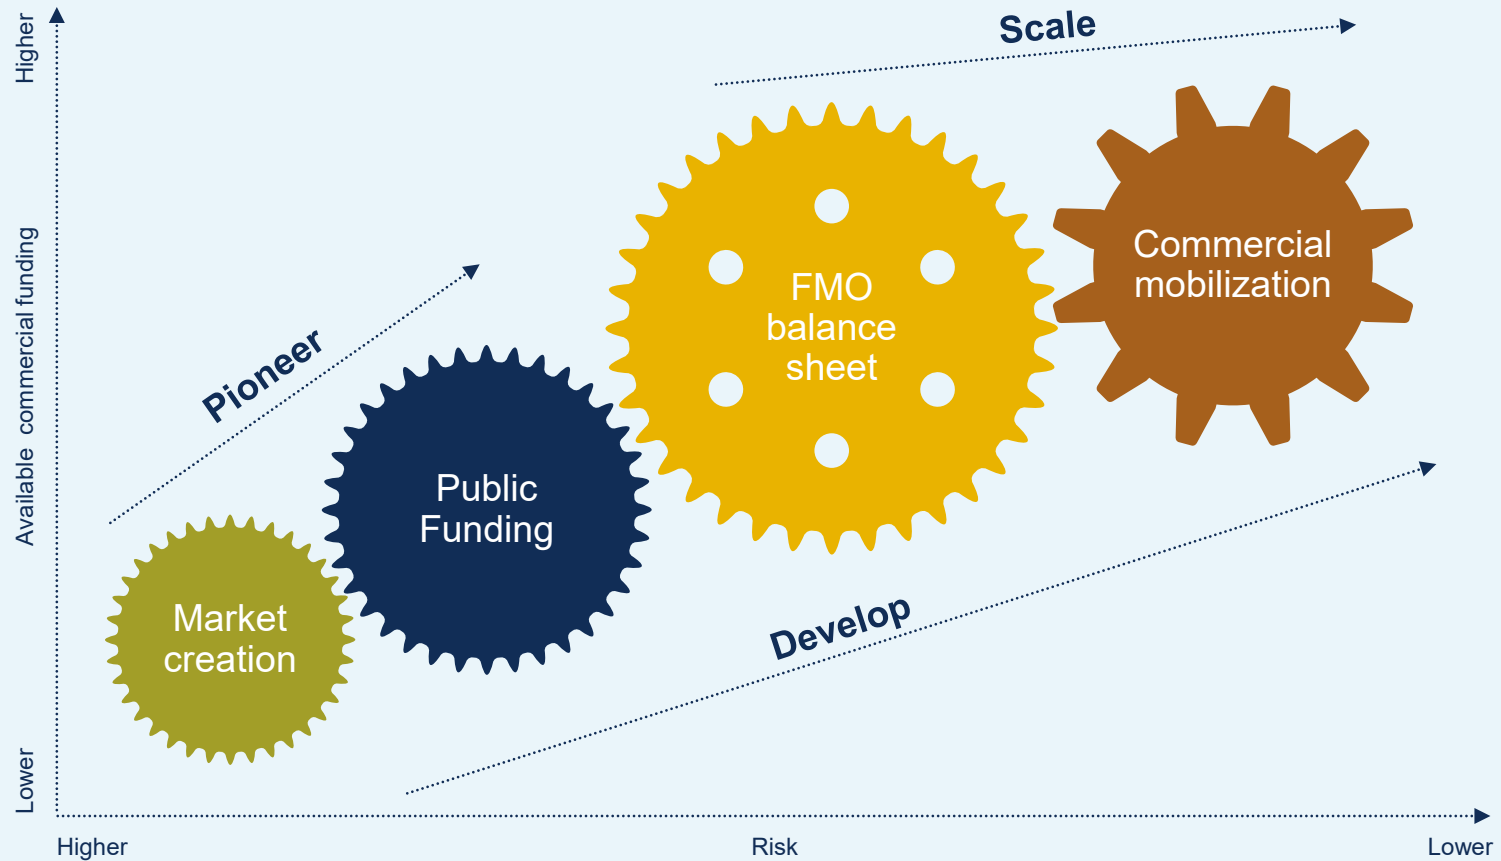 Higher
Available commercial funding
Lower
Scale
Pioneer
Develop
Market
creation
Public
Funding
FMO
balance
sheet
Commercial
mobilization
Higher
Risk
Lower